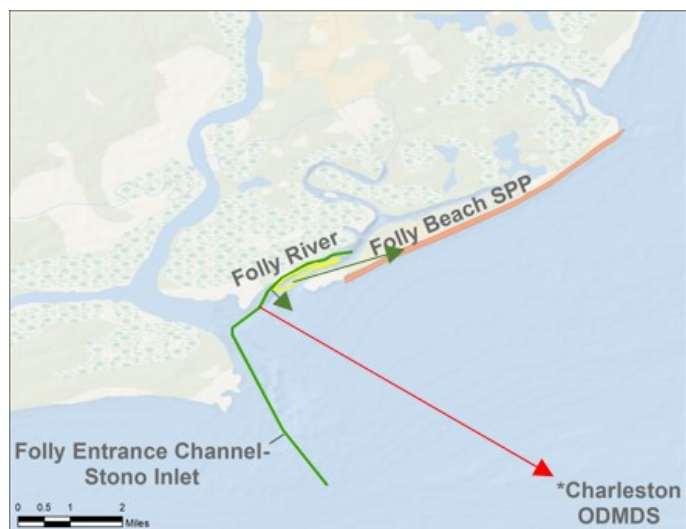 Folly Beach SPP
Folly River
Folly Entrance Channel-
Stono Inlet
*Charleston
ODMDS
0 0.5 1 2
Miles